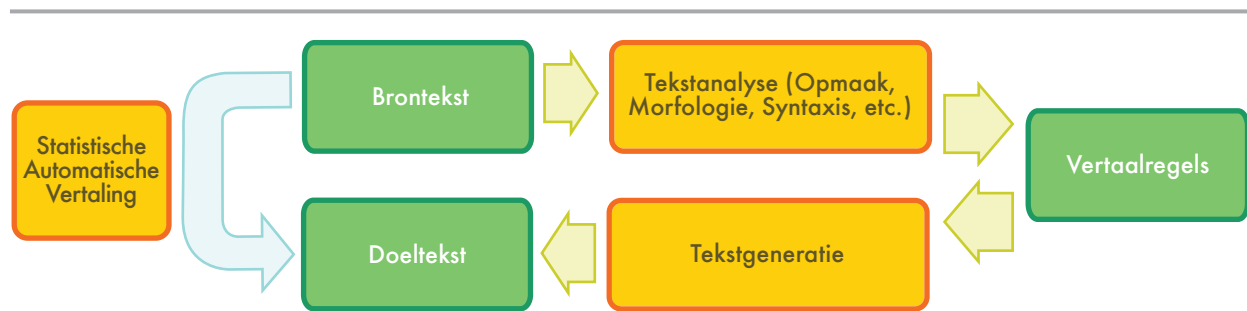 Statistische
Automatische
Vertaling
Brontekst
Tekstanalyse (Opmaak,
Morfologie, Syntaxis, etc.)
Vertaalregels
Doeltekst
Tekstgeneratie